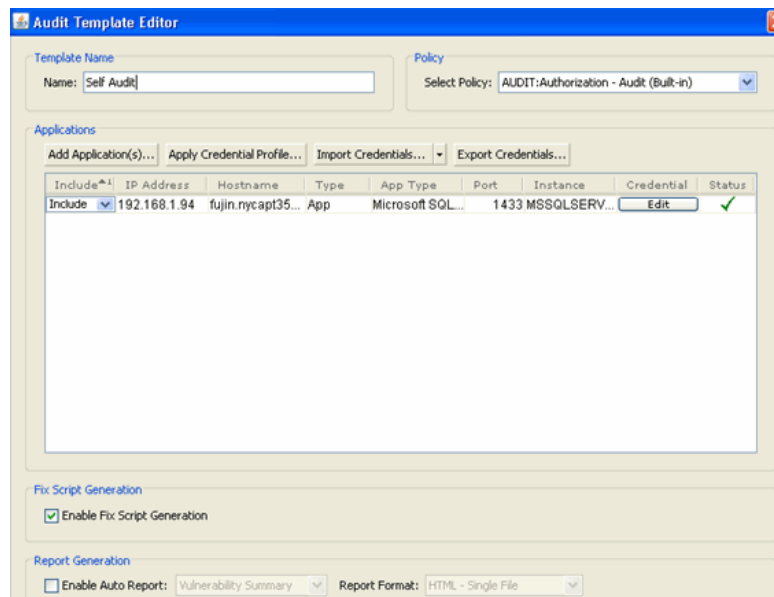 Audit Template Editor
Template Name
Name: Self Audit
Policy
Select Policy: AUDIT:Authorization - Audit (Built-in)
Applications
Add Application(s)... Apply Credential Profile... Import Credentials... Export Credentials...
Include 1 IP Address Hostname Type App Type Port Instance Credential Status
Include 192.168.1.94 fujin.nycapt35... App Microsoft SQL... 1433 MSSQLSERV... Edit
Fix Script Generation
Enable Fix Script Generation
Report Generation
Enable Auto Report: Vulnerability Summary Report Format: HTML - Single File